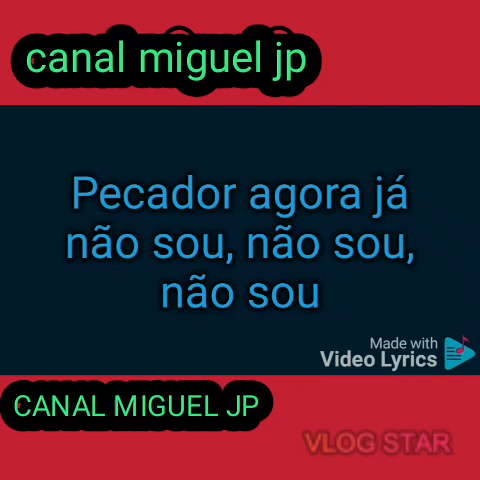 canal miguel jp
Pecador agora já
não sou, não sou,
não sou
Made with
Video Lyrics
CANAL MIGUEL JP
VLOG STAR